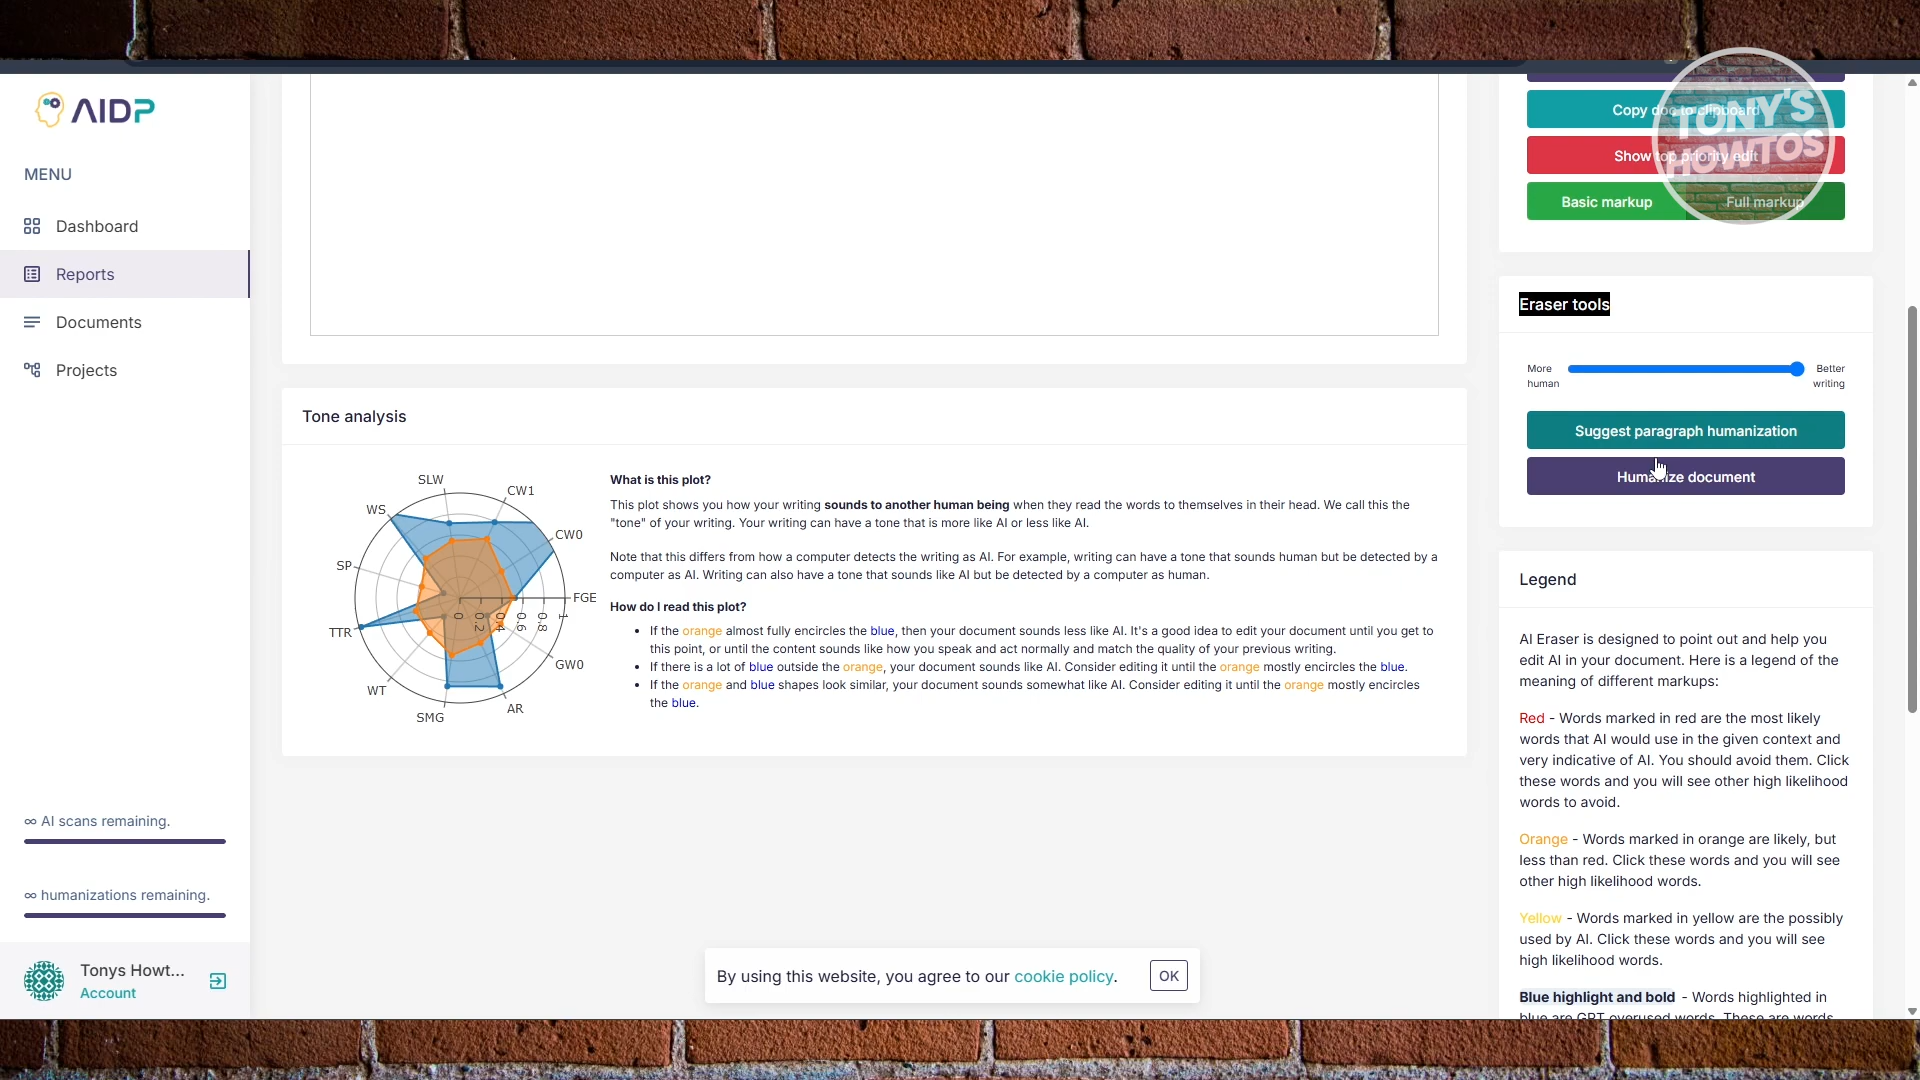 AIDP
MENU
Dashboard
Reports
Documents
Projects
∞ AI scans remaining.
∞ humanizations remaining.
Tonys Howt...
Account
Tone analysis
SLW
CW1
WS
CW0
SP
FGE
0
0.2
0.4
0.6
0.8
1
TTR
GW0
WT
AR
SMG
What is this plot?
This plot shows you how your writing sounds to another human being when they read the words to themselves in their head. We call this the
"tone" of your writing. Your writing can have a tone that is more like AI or less like AI.
Note that this differs from how a computer detects the writing as AI. For example, writing can have a tone that sounds human but be detected by a
computer as AI. Writing can also have a tone that sounds like AI but be detected by a computer as human.
How do I read this plot?
• If the orange almost fully encircles the blue, then your document sounds less like AI. It's a good idea to edit your document until you get to
this point, or until the content sounds like how you speak and act normally and match the quality of your previous writing.
• If there is a lot of blue outside the orange, your document sounds like AI. Consider editing it until the orange mostly encircles the blue.
• If the orange and blue shapes look similar, your document sounds somewhat like AI. Consider editing it until the orange mostly encircles
the blue.
By using this website, you agree to our cookie policy.
OK
Copy doc to clipboard
TONY'S
HOWTOS
Show top priority edit
Basic markup
Full markup
Eraser tools
More
human
Better
writing
Suggest paragraph humanization
Humanize document
Legend
AI Eraser is designed to point out and help you
edit AI in your document. Here is a legend of the
meaning of different markups:
Red - Words marked in red are the most likely
words that AI would use in the given context and
very indicative of AI. You should avoid them. Click
these words and you will see other high likelihood
words to avoid.
Orange - Words marked in orange are likely, but
less than red. Click these words and you will see
other high likelihood words.
Yellow - Words marked in yellow are the possibly
used by AI. Click these words and you will see
high likelihood words.
Blue highlight and bold - Words highlighted in
blue are GPT overused words. These are words